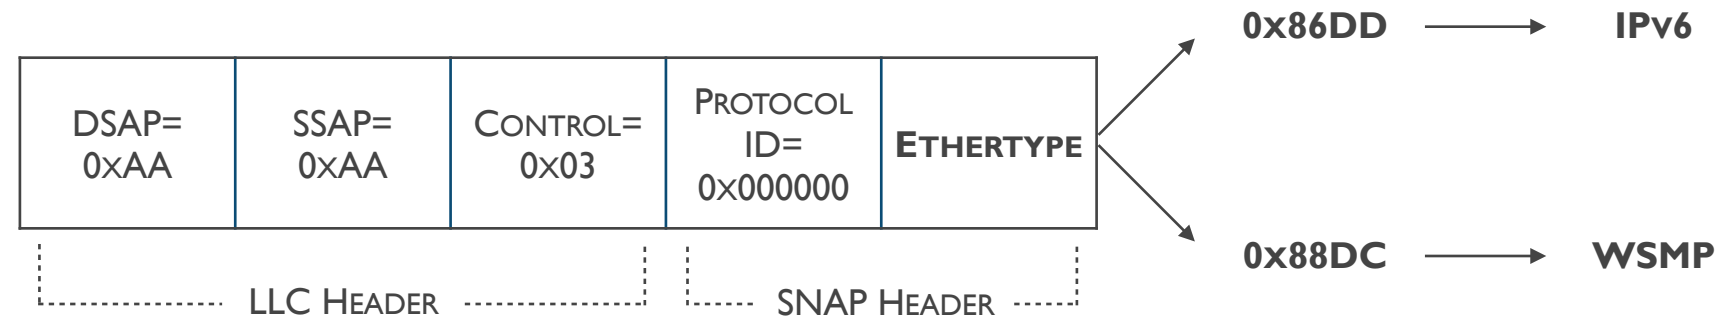 0x86DD
IPv6
DSAP=
0xAA
SSAP=
0xAA
CONTROL=
0x03
PROTOCOL
ID=
0x000000
ETHERTYPE
0x88DC
WSMP
LLC HEADER
SNAP HEADER